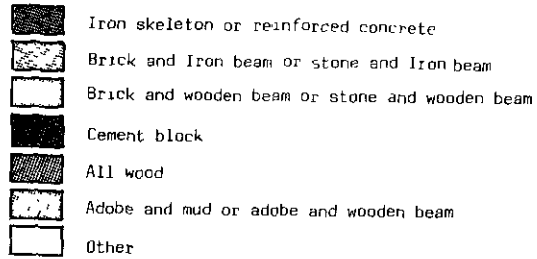 Iron skeleton or reinforced concrete
Brick and Iron beam or stone and Iron beam
Brick and wooden beam or stone and wooden beam
Cement block
All wood
Adobe and mud or adobe and wooden beam
Other